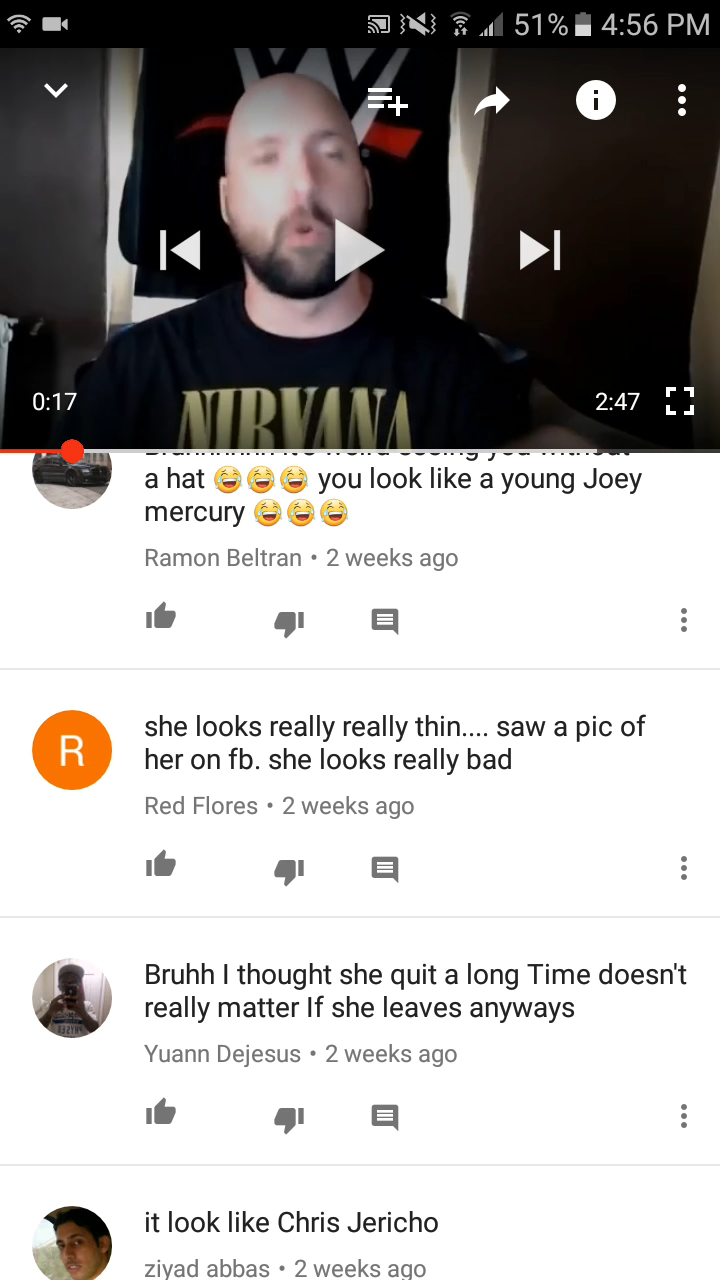 51% 4:56 PM
W
0:17
2:47
NIRVANA
a hat 😂😂😂 you look like a young Joey
mercury 😂😂😂
Ramon Beltran • 2 weeks ago
R
she looks really really thin.... saw a pic of
her on fb. she looks really bad
Red Flores • 2 weeks ago
Bruhh I thought she quit a long Time doesn't
really matter If she leaves anyways
Yuann Dejesus • 2 weeks ago
it look like Chris Jericho
ziyad abbas • 2 weeks ago